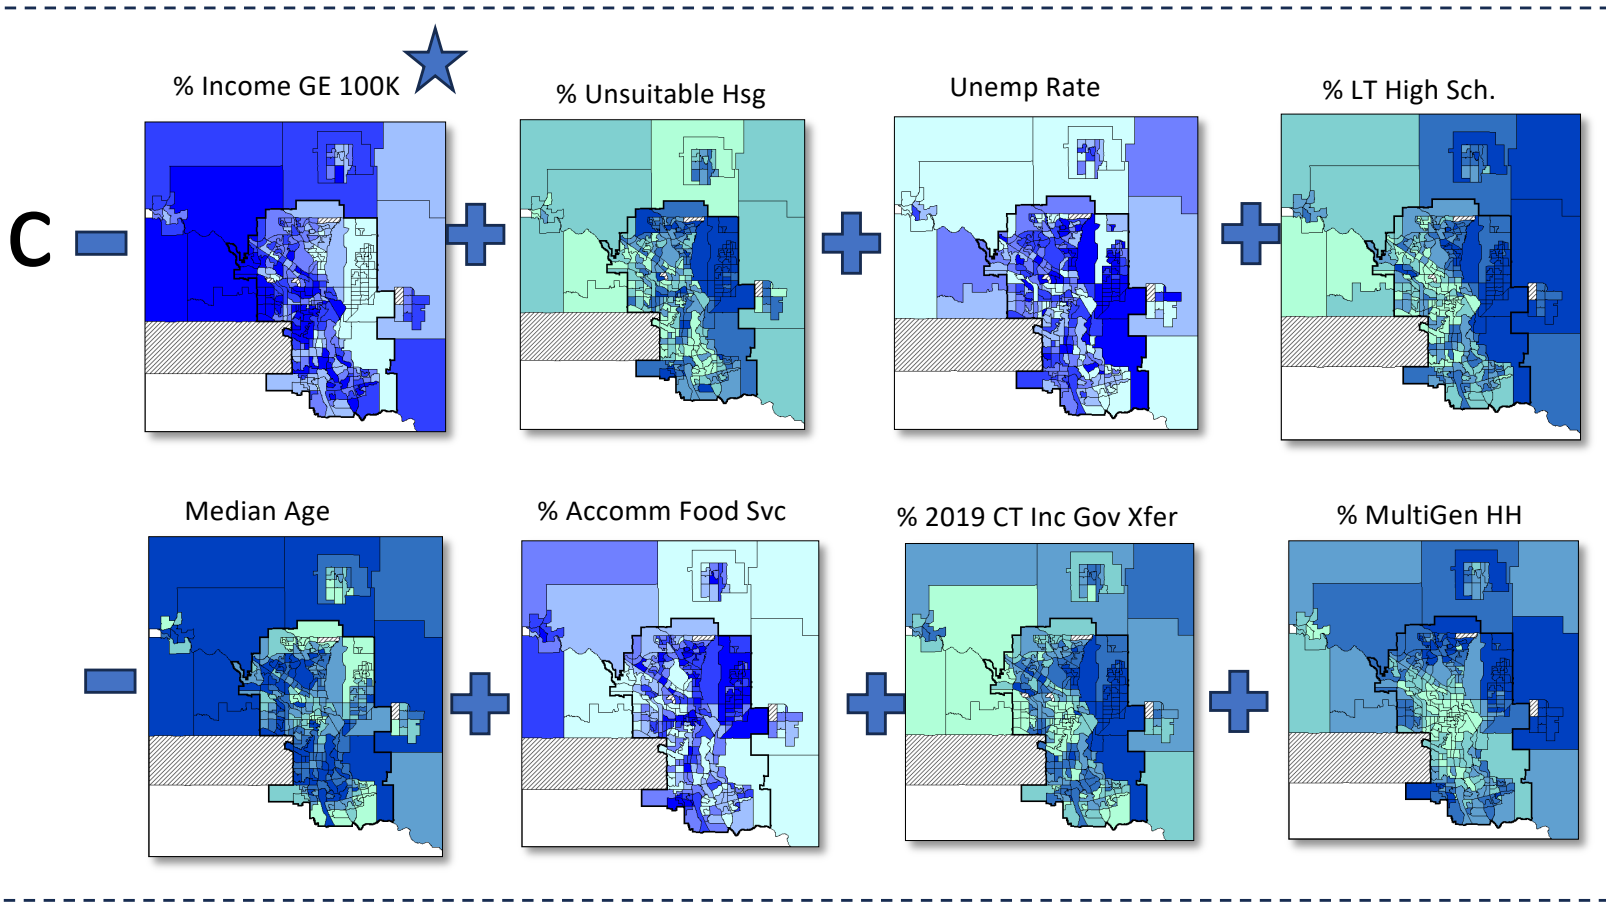 % Income GE 100K
% Unsuitable Hsg
Unemp Rate
% LT High Sch.
C
Median Age
% Accomm Food Svc
% 2019 CT Inc Gov Xfer
% MultiGen HH